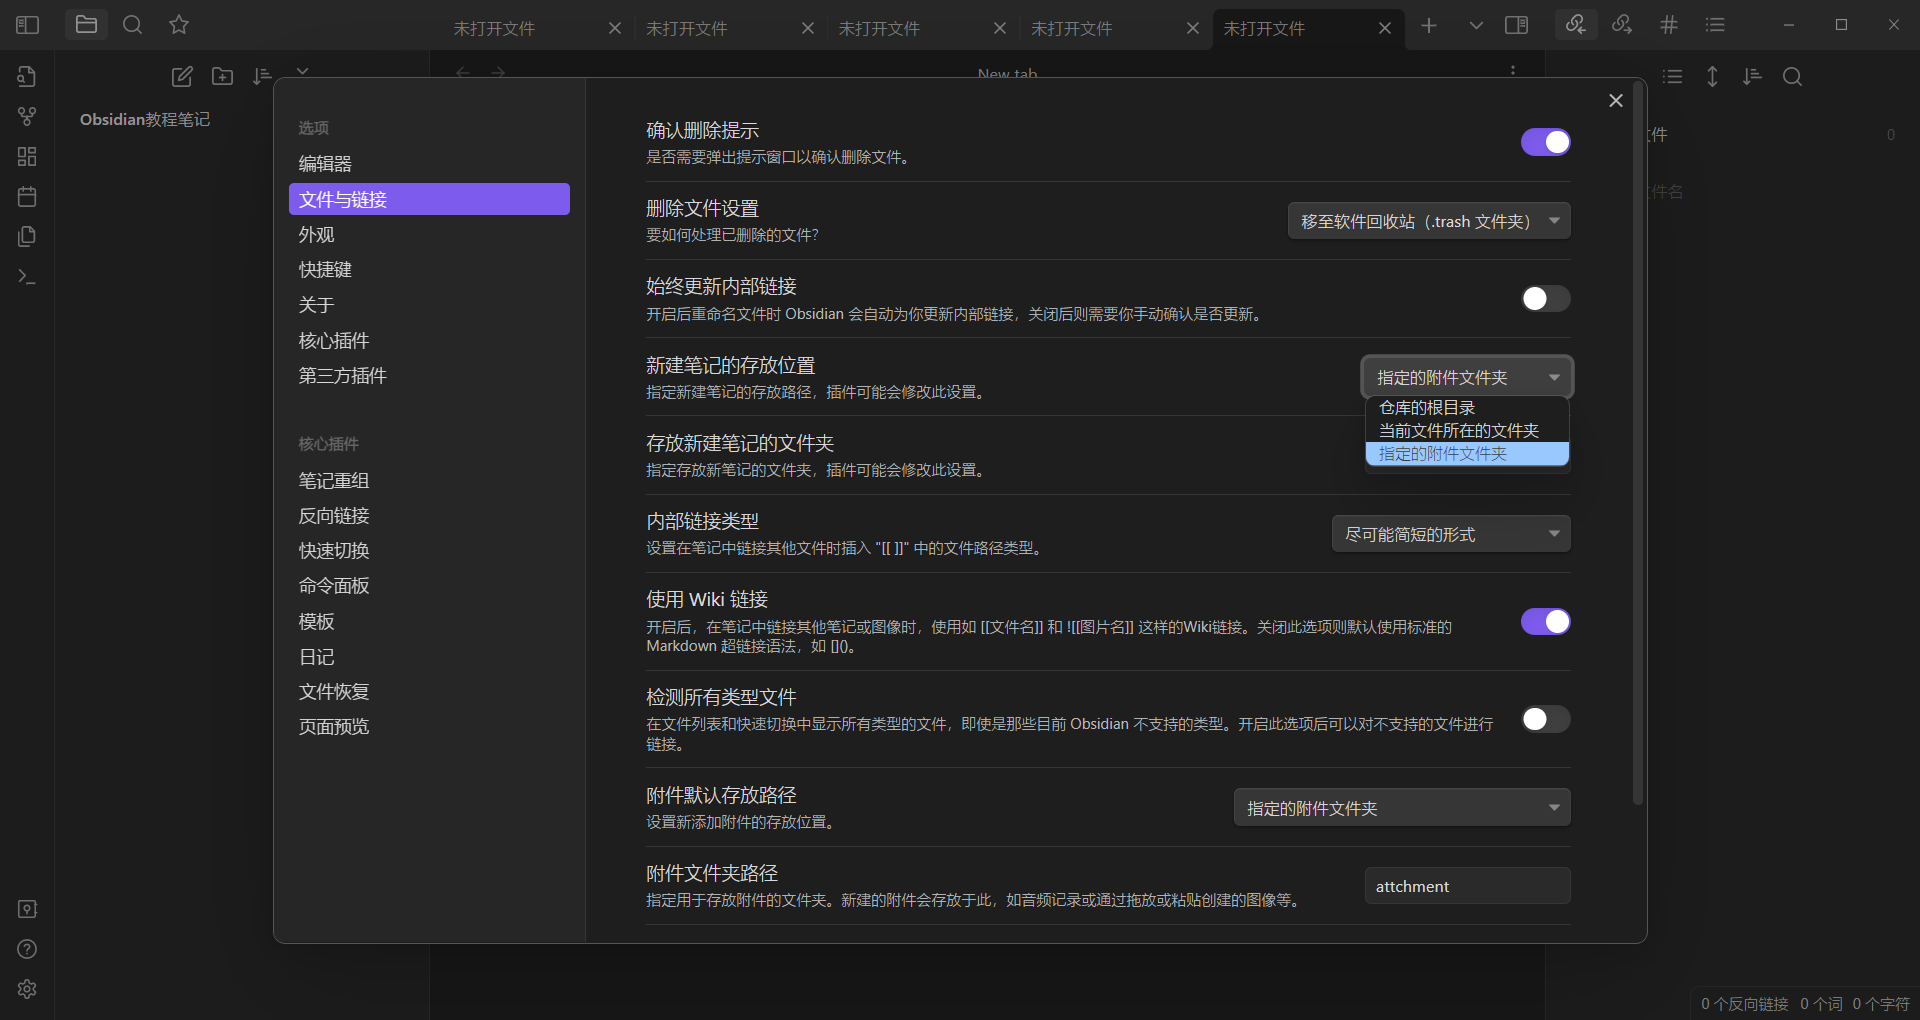 未打开文件
未打开文件
未打开文件
未打开文件
未打开文件
New tab
Obsidian教程笔记
件
0
件名
选项
编辑器
文件与链接
外观
快捷键
关于
核心插件
第三方插件
核心插件
笔记重组
反向链接
快速切换
命令面板
模板
日记
文件恢复
页面预览
确认删除提示
是否需要弹出提示窗口以确认删除文件。
删除文件设置
要如何处理已删除的文件?
移至软件回收站（.trash 文件夹）
始终更新内部链接
开启后重命名文件时 Obsidian 会自动为你更新内部链接，关闭后则需要你手动确认是否更新。
新建笔记的存放位置
指定新建笔记的存放路径，插件可能会修改此设置。
指定的附件文件夹
仓库的根目录
当前文件所在的文件夹
指定的附件文件夹
存放新建笔记的文件夹
指定存放新笔记的文件夹，插件可能会修改此设置。
内部链接类型
设置在笔记中链接其他文件时插入 "[[ ]]" 中的文件路径类型。
尽可能简短的形式
使用 Wiki 链接
开启后，在笔记中链接其他笔记或图像时，使用如 [[文件名]] 和 ![[图片名]] 这样的Wiki链接。关闭此选项则默认使用标准的
Markdown 超链接语法，如 []()。
检测所有类型文件
在文件列表和快速切换中显示所有类型的文件，即使是那些目前 Obsidian 不支持的类型。开启此选项后可以对不支持的文件进行
链接。
附件默认存放路径
设置新添加附件的存放位置。
指定的附件文件夹
附件文件夹路径
指定用于存放附件的文件夹。新建的附件会存放于此，如音频记录或通过拖放或粘贴创建的图像等。
attchment
0 个反向链接 0 个词 0 个字符